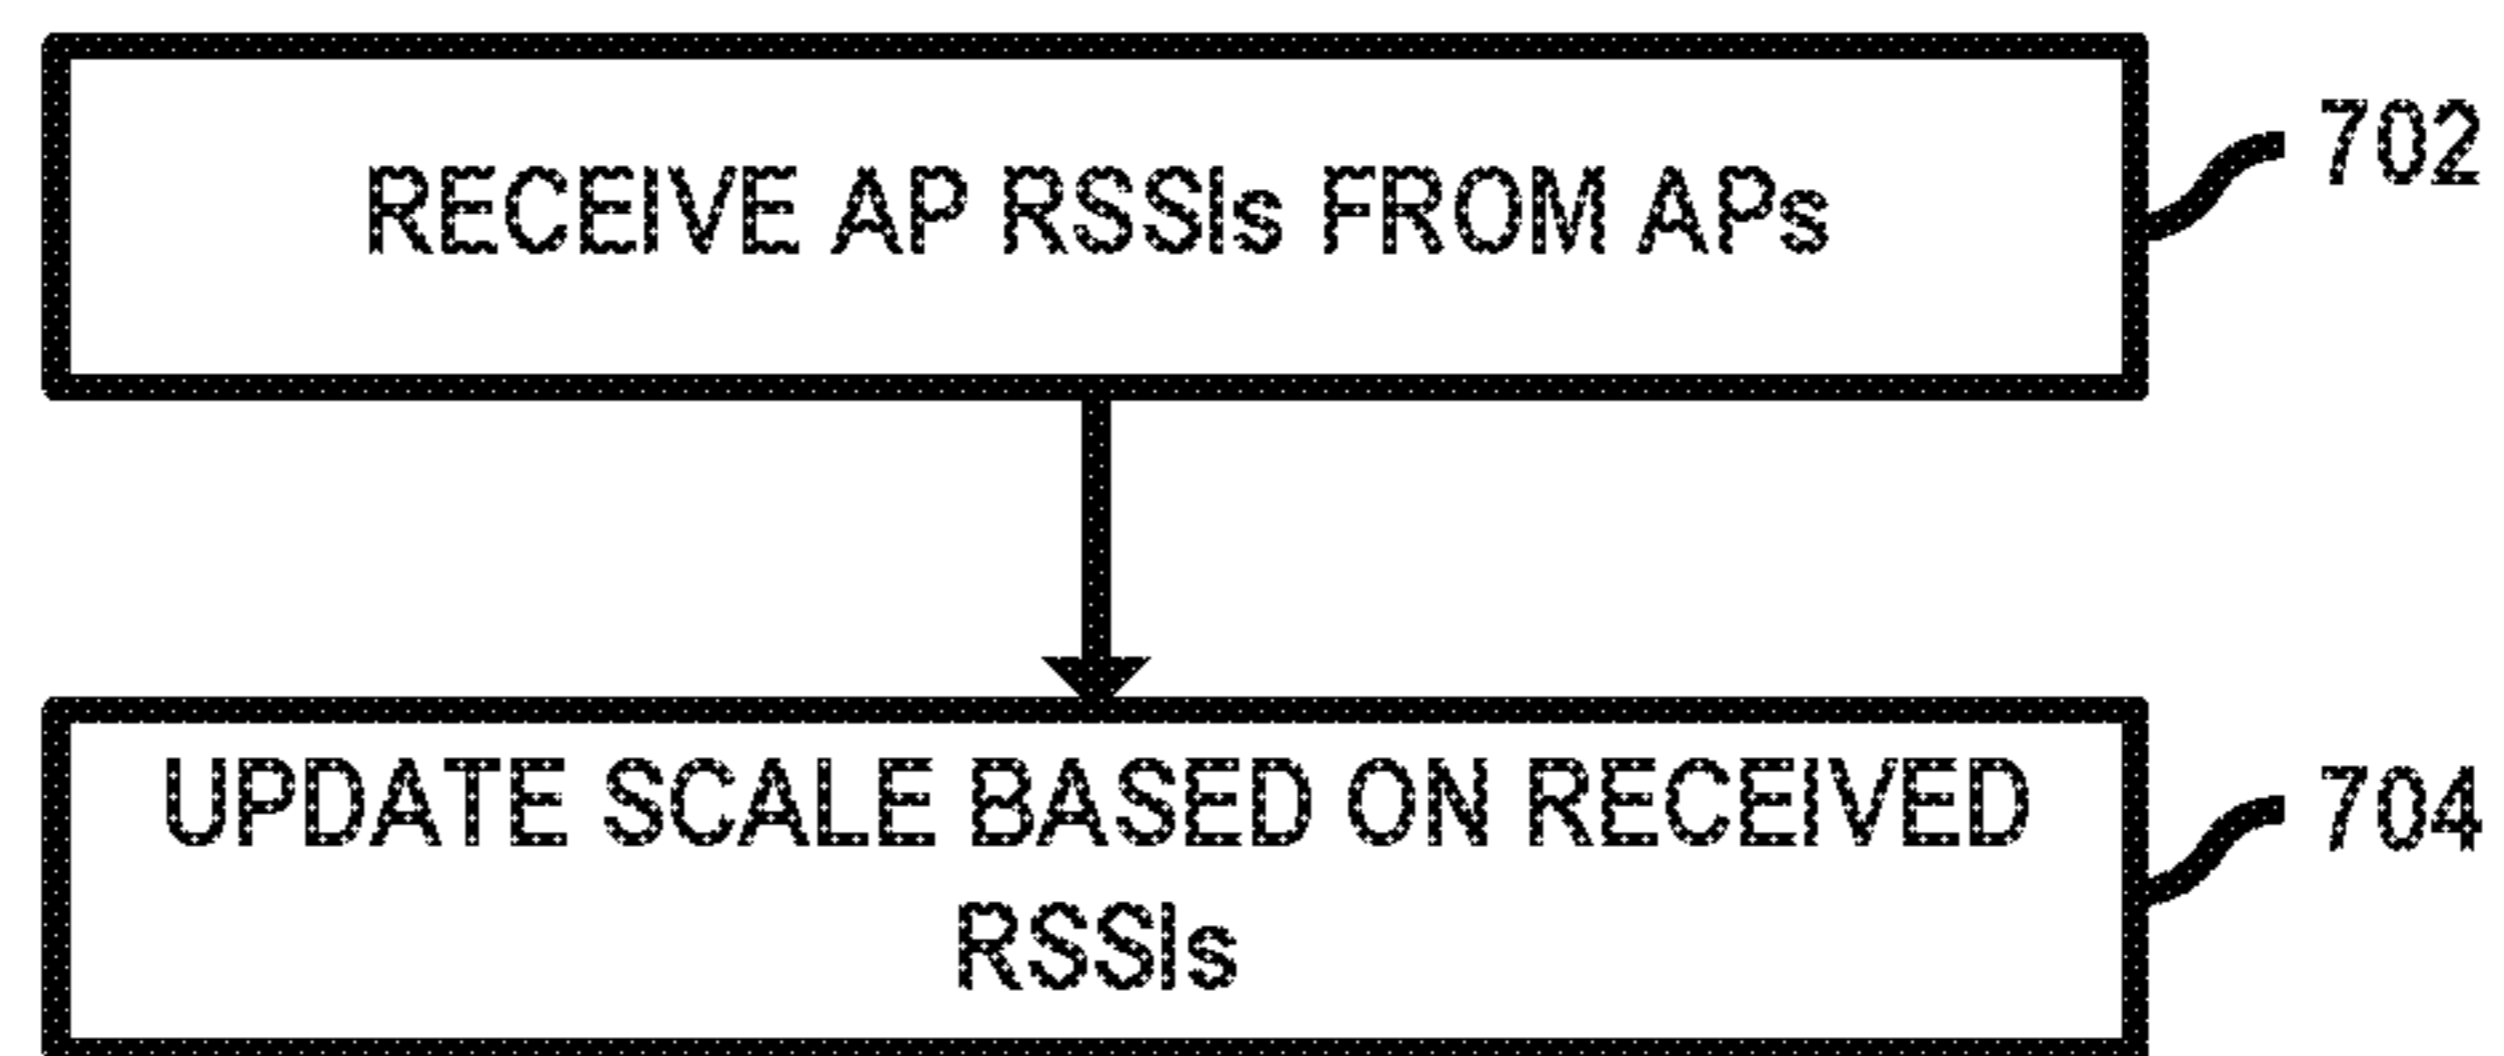 RECEIVE AP RSSIs FROM APs
702
UPDATE SCALE BASED ON RECEIVED
RSSIs
704